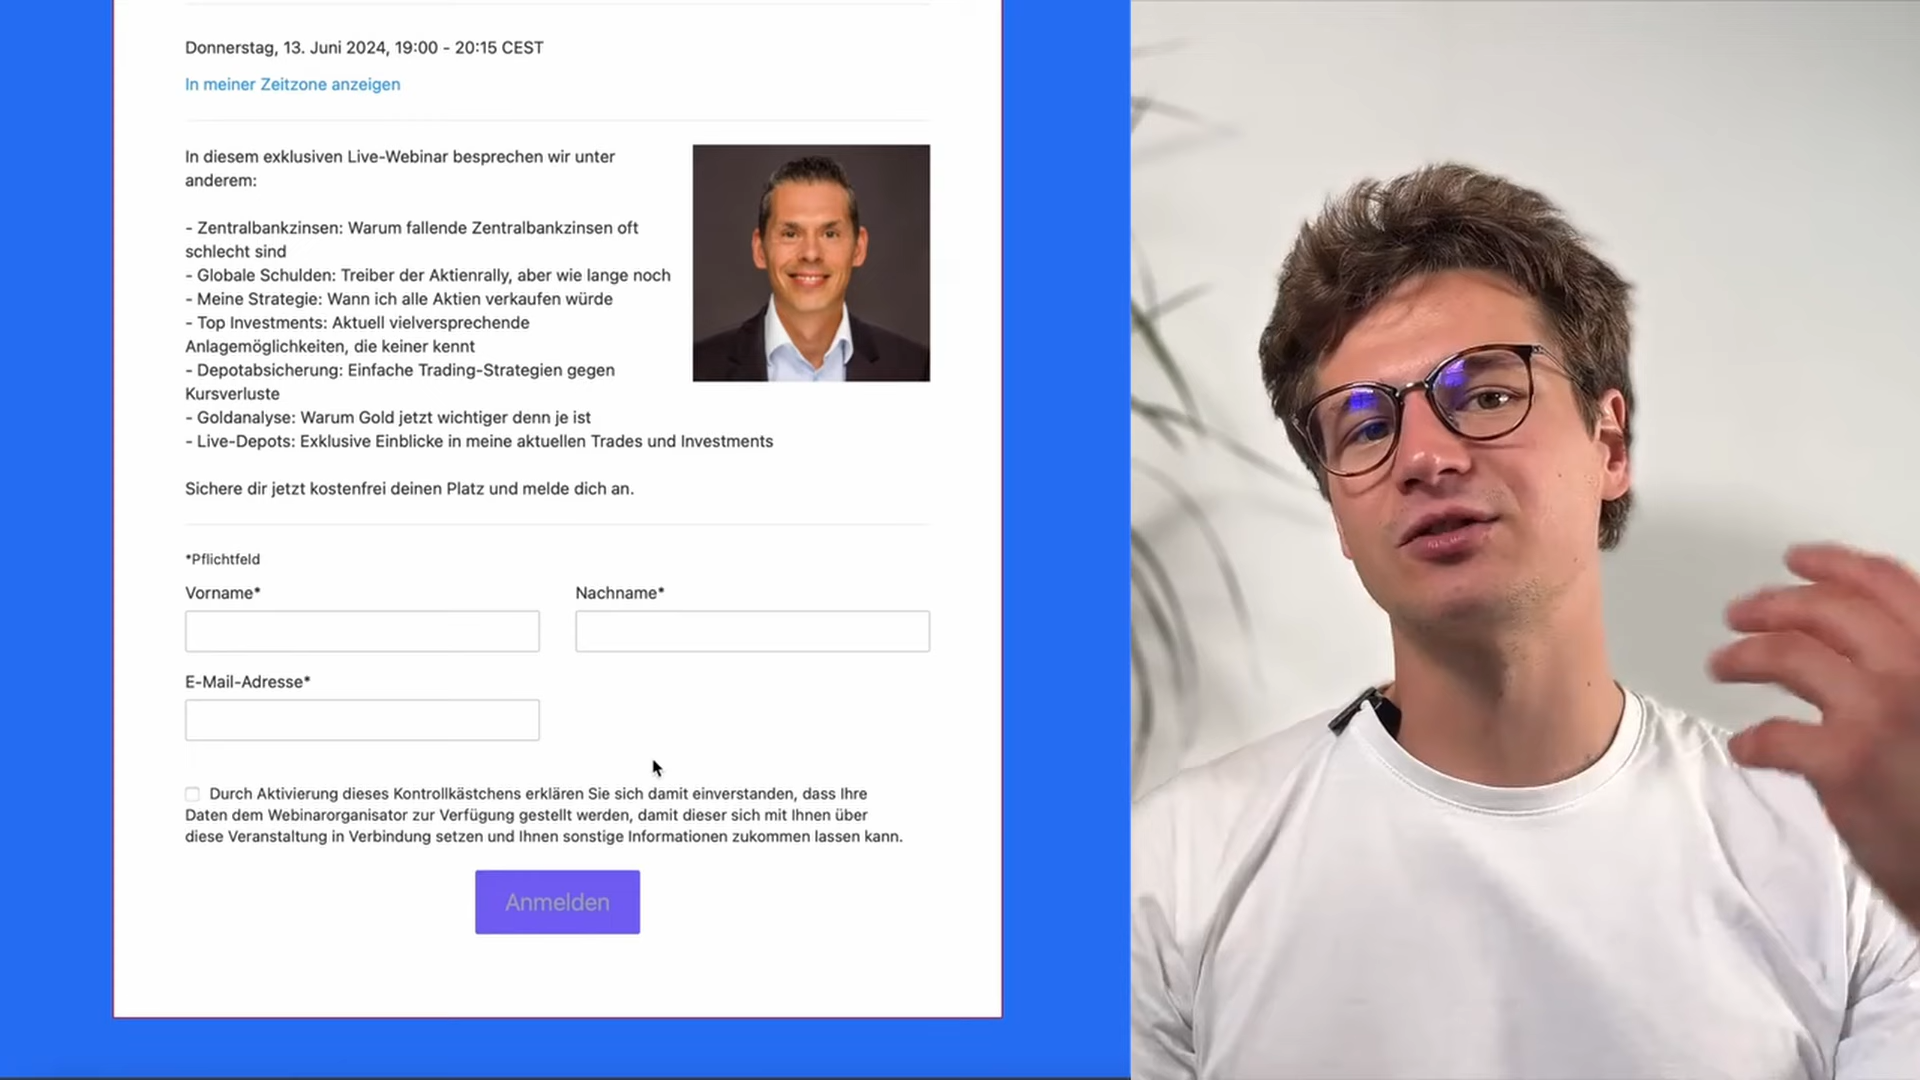 Donnerstag, 13. Juni 2024, 19:00 - 20:15 CEST
In meiner Zeitzone anzeigen
In diesem exklusiven Live-Webinar besprechen wir unter
anderem:
- Zentralbankzinsen: Warum fallende Zentralbankzinsen oft
schlecht sind
- Globale Schulden: Treiber der Aktienrally, aber wie lange noch
- Meine Strategie: Wann ich alle Aktien verkaufen würde
- Top Investments: Aktuell vielversprechende
Anlagemöglichkeiten, die keiner kennt
- Depotabsicherung: Einfache Trading-Strategien gegen
Kursverluste
- Goldanalyse: Warum Gold jetzt wichtiger denn je ist
- Live-Depots: Exklusive Einblicke in meine aktuellen Trades und Investments
Sichere dir jetzt kostenfrei deinen Platz und melde dich an.
*Pflichtfeld
Vorname*
Nachname*
E-Mail-Adresse*
Durch Aktivierung dieses Kontrollkästchens erklären Sie sich damit einverstanden, dass Ihre
Daten dem Webinarorganisator zur Verfügung gestellt werden, damit dieser sich mit Ihnen über
diese Veranstaltung in Verbindung setzen und Ihnen sonstige Informationen zukommen lassen kann.
Anmelden